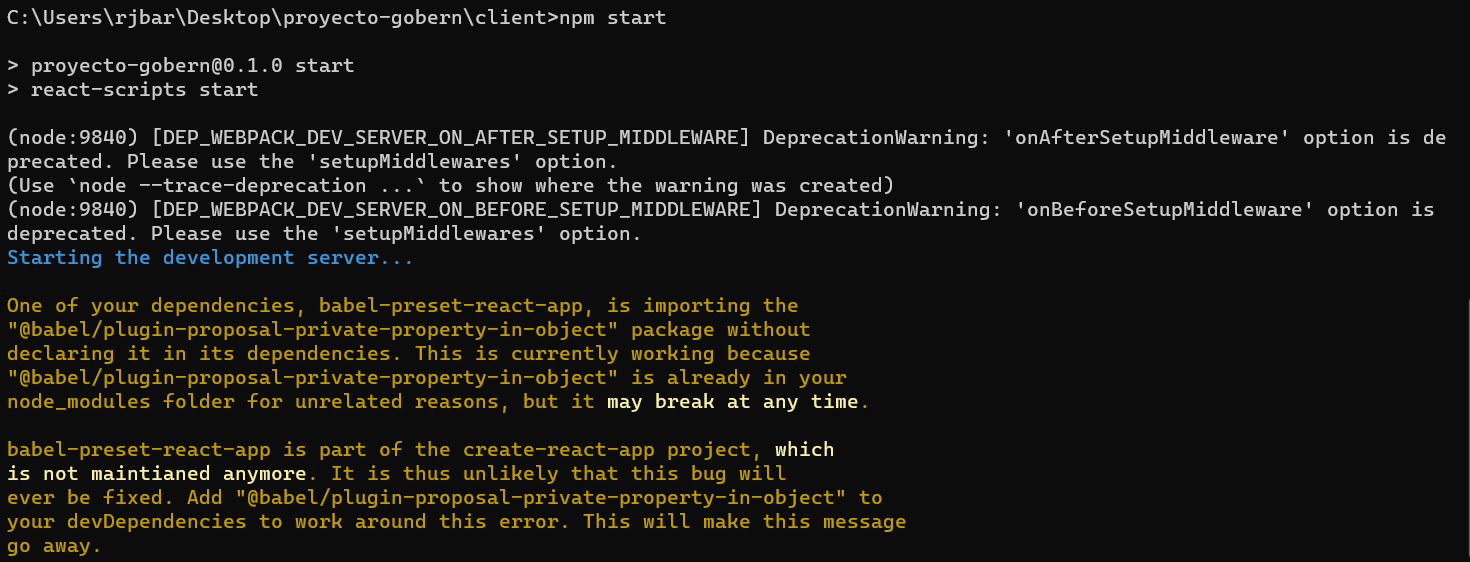 C:\Users\rjbar\Desktop\proyecto-gobern\client>npm start
> proyecto-gobern@0.1.0 start
> react-scripts start
(node:9840) [DEP_WEBPACK_DEV_SERVER_ON_AFTER_SETUP_MIDDLEWARE] DeprecationWarning: 'onAfterSetupMiddleware' option is de
precated. Please use the 'setupMiddlewares' option.
(Use `node --trace-deprecation ...` to show where the warning was created)
(node:9840) [DEP_WEBPACK_DEV_SERVER_ON_BEFORE_SETUP_MIDDLEWARE] DeprecationWarning: 'onBeforeSetupMiddleware' option is
deprecated. Please use the 'setupMiddlewares' option.
Starting the development server...
One of your dependencies, babel-preset-react-app, is importing the
"@babel/plugin-proposal-private-property-in-object" package without
declaring it in its dependencies. This is currently working because
"@babel/plugin-proposal-private-property-in-object" is already in your
node_modules folder for unrelated reasons, but it may break at any time.
babel-preset-react-app is part of the create-react-app project, which
is not maintianed anymore. It is thus unlikely that this bug will
ever be fixed. Add "@babel/plugin-proposal-private-property-in-object" to
your devDependencies to work around this error. This will make this message
go away.